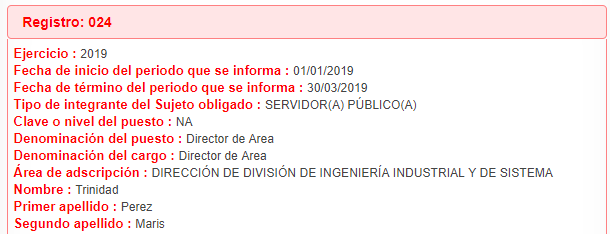 Registro: 024
Ejercicio : 2019
Fecha de inicio del periodo que se informa : 01/01/2019
Fecha de término del periodo que se informa : 30/03/2019
Tipo de integrante del Sujeto obligado : SERVIDOR(A) PÚBLICO(A)
Clave o nivel del puesto : NA
Denominación del puesto : Director de Area
Denominación del cargo : Director de Area
Área de adscripción : DIRECCIÓN DE DIVISIÓN DE INGENIERÍA INDUSTRIAL Y DE SISTEMA
Nombre : Trinidad
Primer apellido : Perez
Segundo apellido : Maris